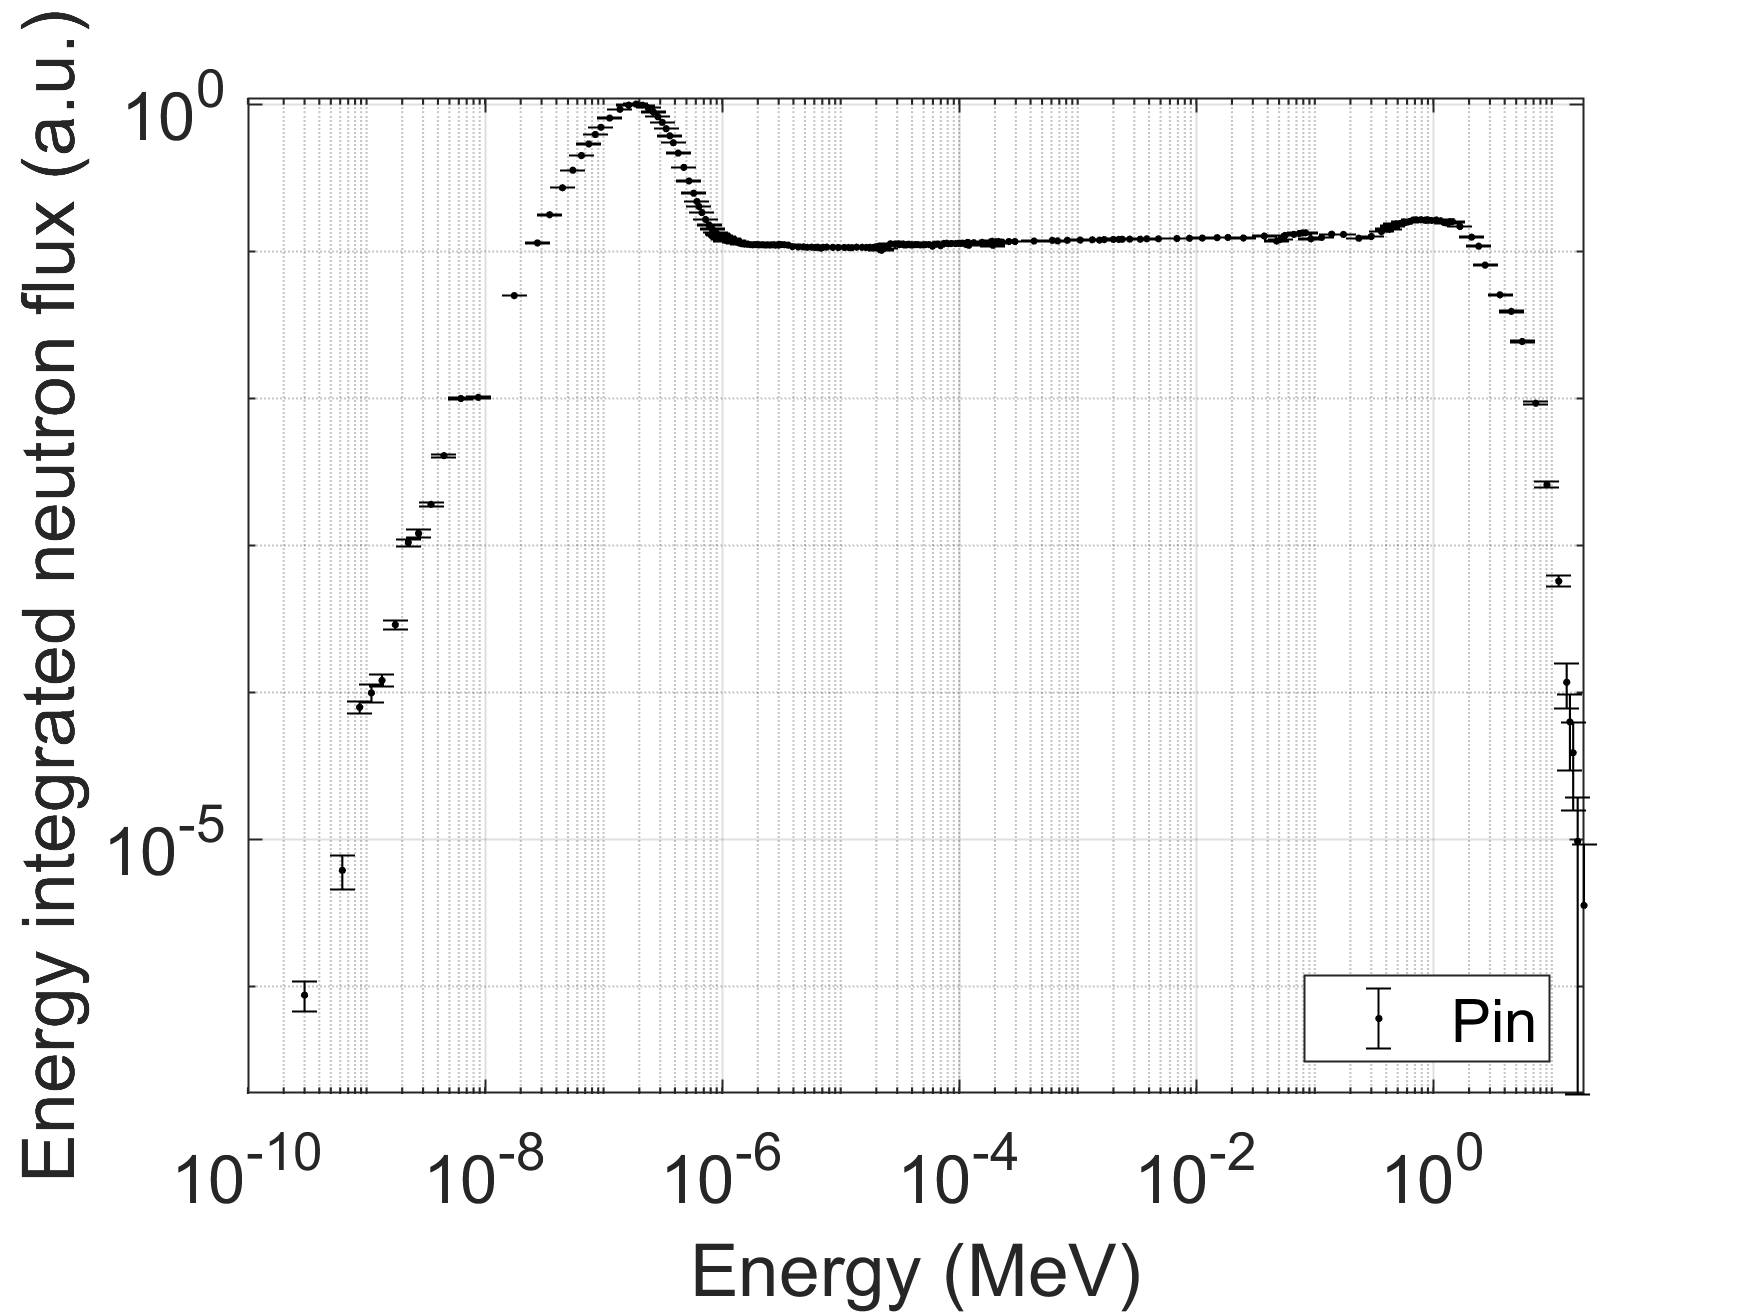 Energy integrated neutron flux (a.u.)
10^0
10^-5
Pin
10^-10 10^-8 10^-6 10^-4 10^-2 10^0
Energy (MeV)